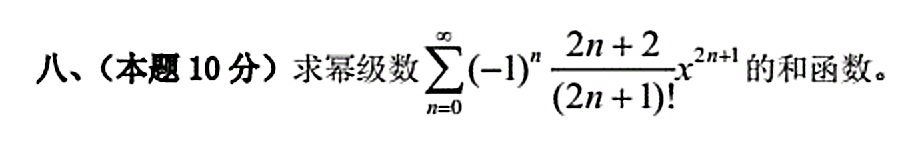 八、（本题 10 分）求幂级数 $\sum_{n=0}^{\infty}(-1)^n \frac{2n+2}{(2n+1)!}x^{2n+1}$ 的和函数。